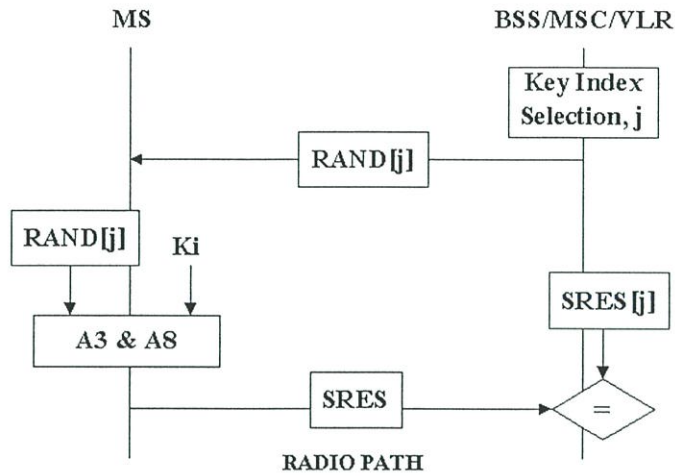 MS
BSS/MSC/VLR
Key Index
Selection, j
RAND[j]
RAND[j]
Ki
SRES[j]
A3 & A8
SRES
=
RADIO PATH